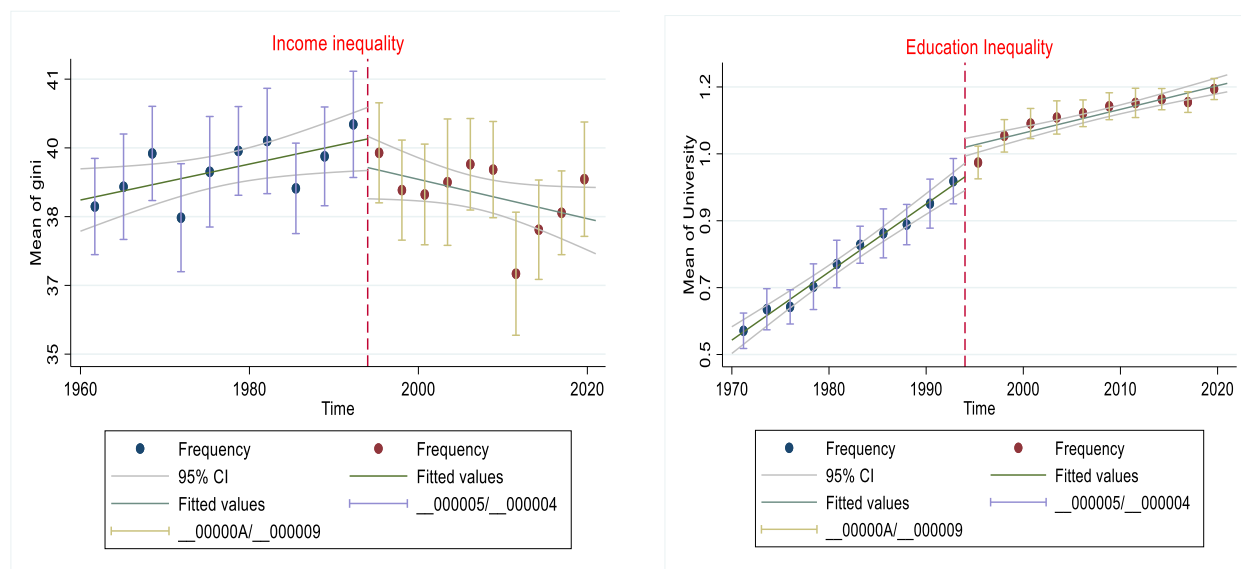 Income inequality
Mean of gini
41
40
38
37
35
1960
1980
2000
2020
Time
Frequency
Frequency
95% CI
Fitted values
Fitted values
__000005/__000004
__00000A/__000009
Education Inequality
Mean of University
1.2
1.0
0.9
0.7
0.5
1970
1980
1990
2000
2010
2020
Time
Frequency
Frequency
95% CI
Fitted values
Fitted values
__000005/__000004
__00000A/__000009